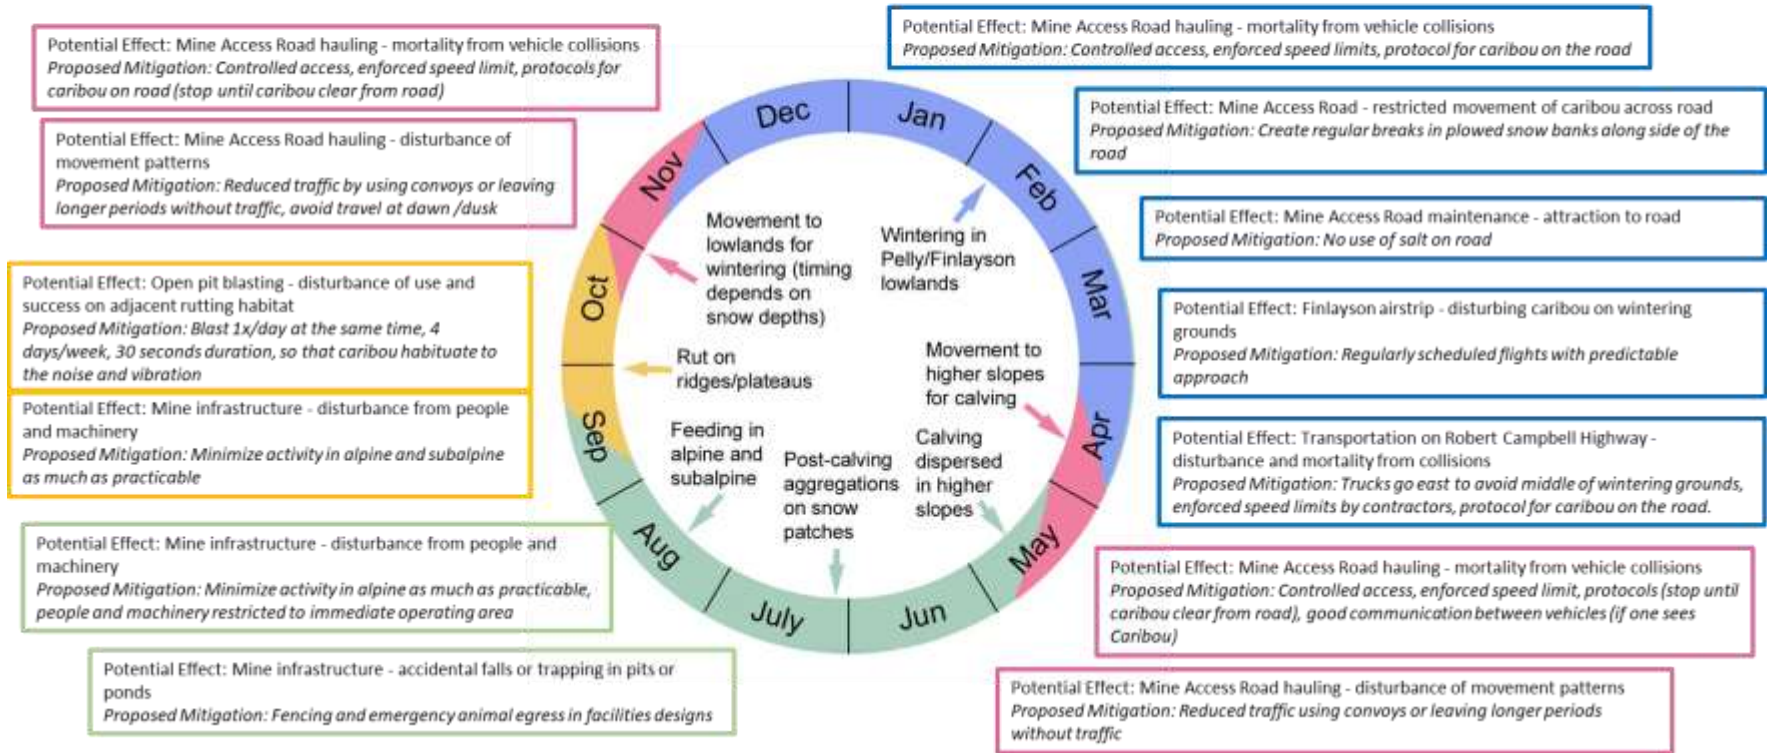 Potential Effect: Mine Access Road hauling - mortality from vehicle collisions
Proposed Mitigation: Controlled access, enforced speed limit, protocols for
caribou on road (stop until caribou clear from road)
Potential Effect: Mine Access Road hauling - disturbance of
movement patterns
Proposed Mitigation: Reduced traffic by using convoys or leaving
longer periods without traffic, avoid travel at dawn /dusk
Potential Effect: Open pit blasting - disturbance of use and
success on adjacent rutting habitat
Proposed Mitigation: Blast 1x/day at the same time, 4
days/week, 30 seconds duration, so that caribou habituate to
the noise and vibration
Potential Effect: Mine infrastructure - disturbance from people
and machinery
Proposed Mitigation: Minimize activity in alpine and subalpine
as much as practicable
Potential Effect: Mine infrastructure - disturbance from people and
machinery
Proposed Mitigation: Minimize activity in alpine as much as practicable,
people and machinery restricted to immediate operating area
Potential Effect: Mine infrastructure - accidental falls or trapping in pits or
ponds
Proposed Mitigation: Fencing and emergency animal egress in facilities designs
Dec
Jan
Feb
Mar
Apr
May
Jun
July
Aug
Sep
Oct
Nov
Movement to
lowlands for
wintering (timing
depends on
snow depths)
Wintering in
Pelly/Finlayson
lowlands
Rut on
ridges/plateaus
Movement to
higher slopes
for calving
Feeding in
alpine and
subalpine
Post-calving
aggregations
on snow
patches
Calving
dispersed
in higher
slopes
Potential Effect: Mine Access Road hauling - mortality from vehicle collisions
Proposed Mitigation: Controlled access, enforced speed limits, protocol for caribou on the road
Potential Effect: Mine Access Road - restricted movement of caribou across road
Proposed Mitigation: Create regular breaks in plowed snow banks along side of the
road
Potential Effect: Mine Access Road maintenance - attraction to road
Proposed Mitigation: No use of salt on road
Potential Effect: Finlayson airstrip - disturbing caribou on wintering
grounds
Proposed Mitigation: Regularly scheduled flights with predictable
approach
Potential Effect: Transportation on Robert Campbell Highway -
disturbance and mortality from collisions
Proposed Mitigation: Trucks go east to avoid middle of wintering grounds,
enforced speed limits by contractors, protocol for caribou on the road.
Potential Effect: Mine Access Road hauling - mortality from vehicle collisions
Proposed Mitigation: Controlled access, enforced speed limit, protocols (stop until
caribou clear from road), good communication between vehicles (if one sees
Caribou)
Potential Effect: Mine Access Road hauling - disturbance of movement patterns
Proposed Mitigation: Reduced traffic using convoys or leaving longer periods
without traffic